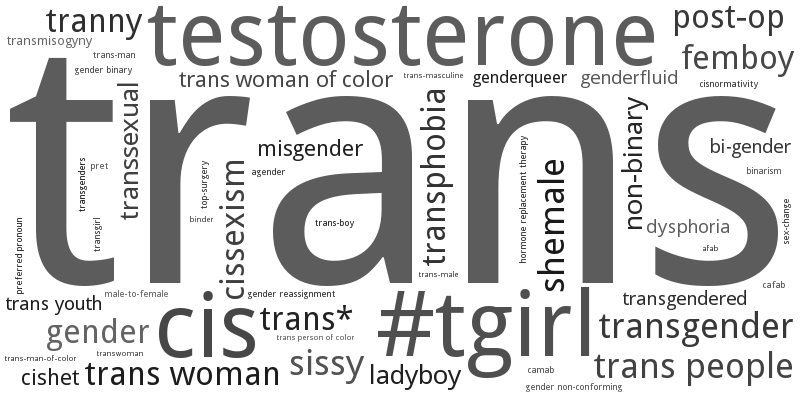 tranny
testosterone
post-op
transmisogyny
trans-man
gender binary
femboy
trans woman of color
trans-masculine
genderqueer
genderfluid
cisnormativity
trans
transsexual
transgenders
pret
misgender
agender
transphobia
hormone replacement therapy
shemale
non-binary
bi-gender
binarism
top-surgery
binder
cissexism
trans-boy
dysphoria
afab
sex-change
preferred pronoun
transgirl
trans-male
cafab
trans youth
male-to-female
gender reassignment
#tgirl
transgendered
gender
cis
trans*
trans person of color
transgender
transwoman
trans-man-of-color
cishet
trans woman
sissy
ladyboy
camab
trans people
gender non-conforming